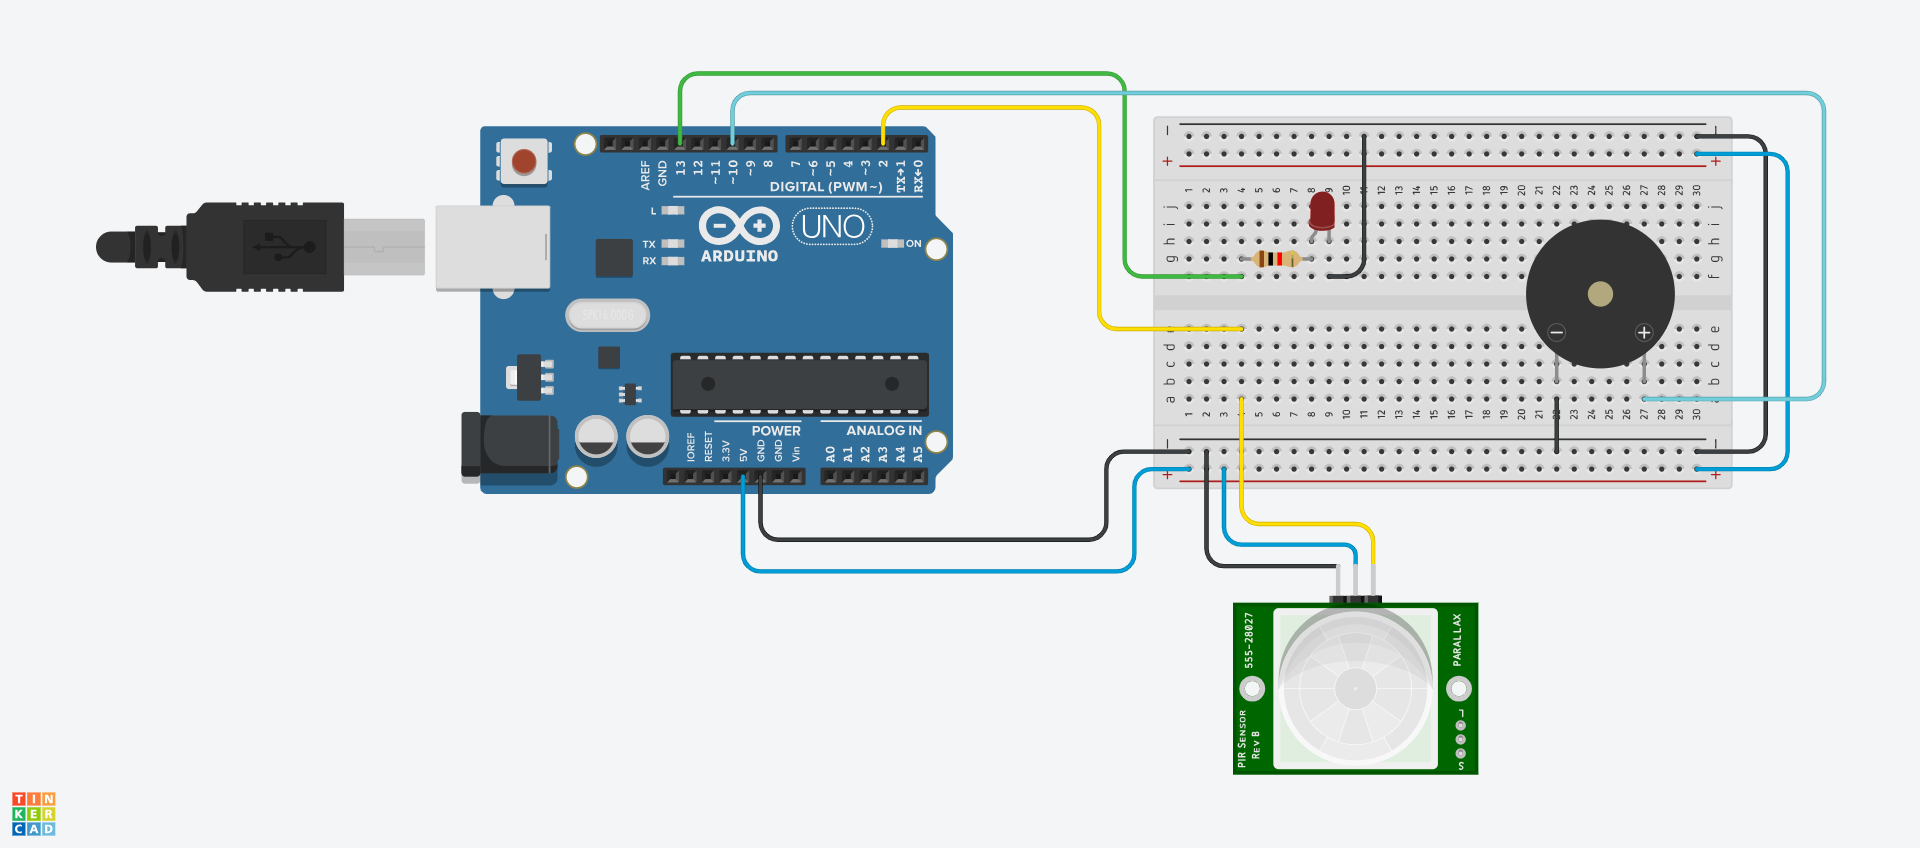 AREF
GND
13
12
~11
~10
~9
8
7
~6
~5
4
~3
2
TX→1
RX←0
DIGITAL (PWM~)
L
TX
RX
UNO
ON
ARDUINO
SPK16.000G
POWER
ANALOG IN
IOREF
RESET
3.3V
5V
GND
GND
Vin
A0
A1
A2
A3
A4
A5
− −
+ +
1 2 3 4 5 6 7 8 9 10 11 12 13 14 15 16 17 18 19 20 21 22 23 24 25 26 27 28 29 30
j j
i i
h h
g g
f f
− +
e e
d d
c c
b b
a a
1 2 3 4 5 6 7 8 9 10 11 12 13 14 15 16 17 18 19 20 21 22 23 24 25 26 27 28 29 30
− −
+ +
555-28027
PARALLAX
PIR SENSOR
REV B
L
S
TIN
KER
CAD